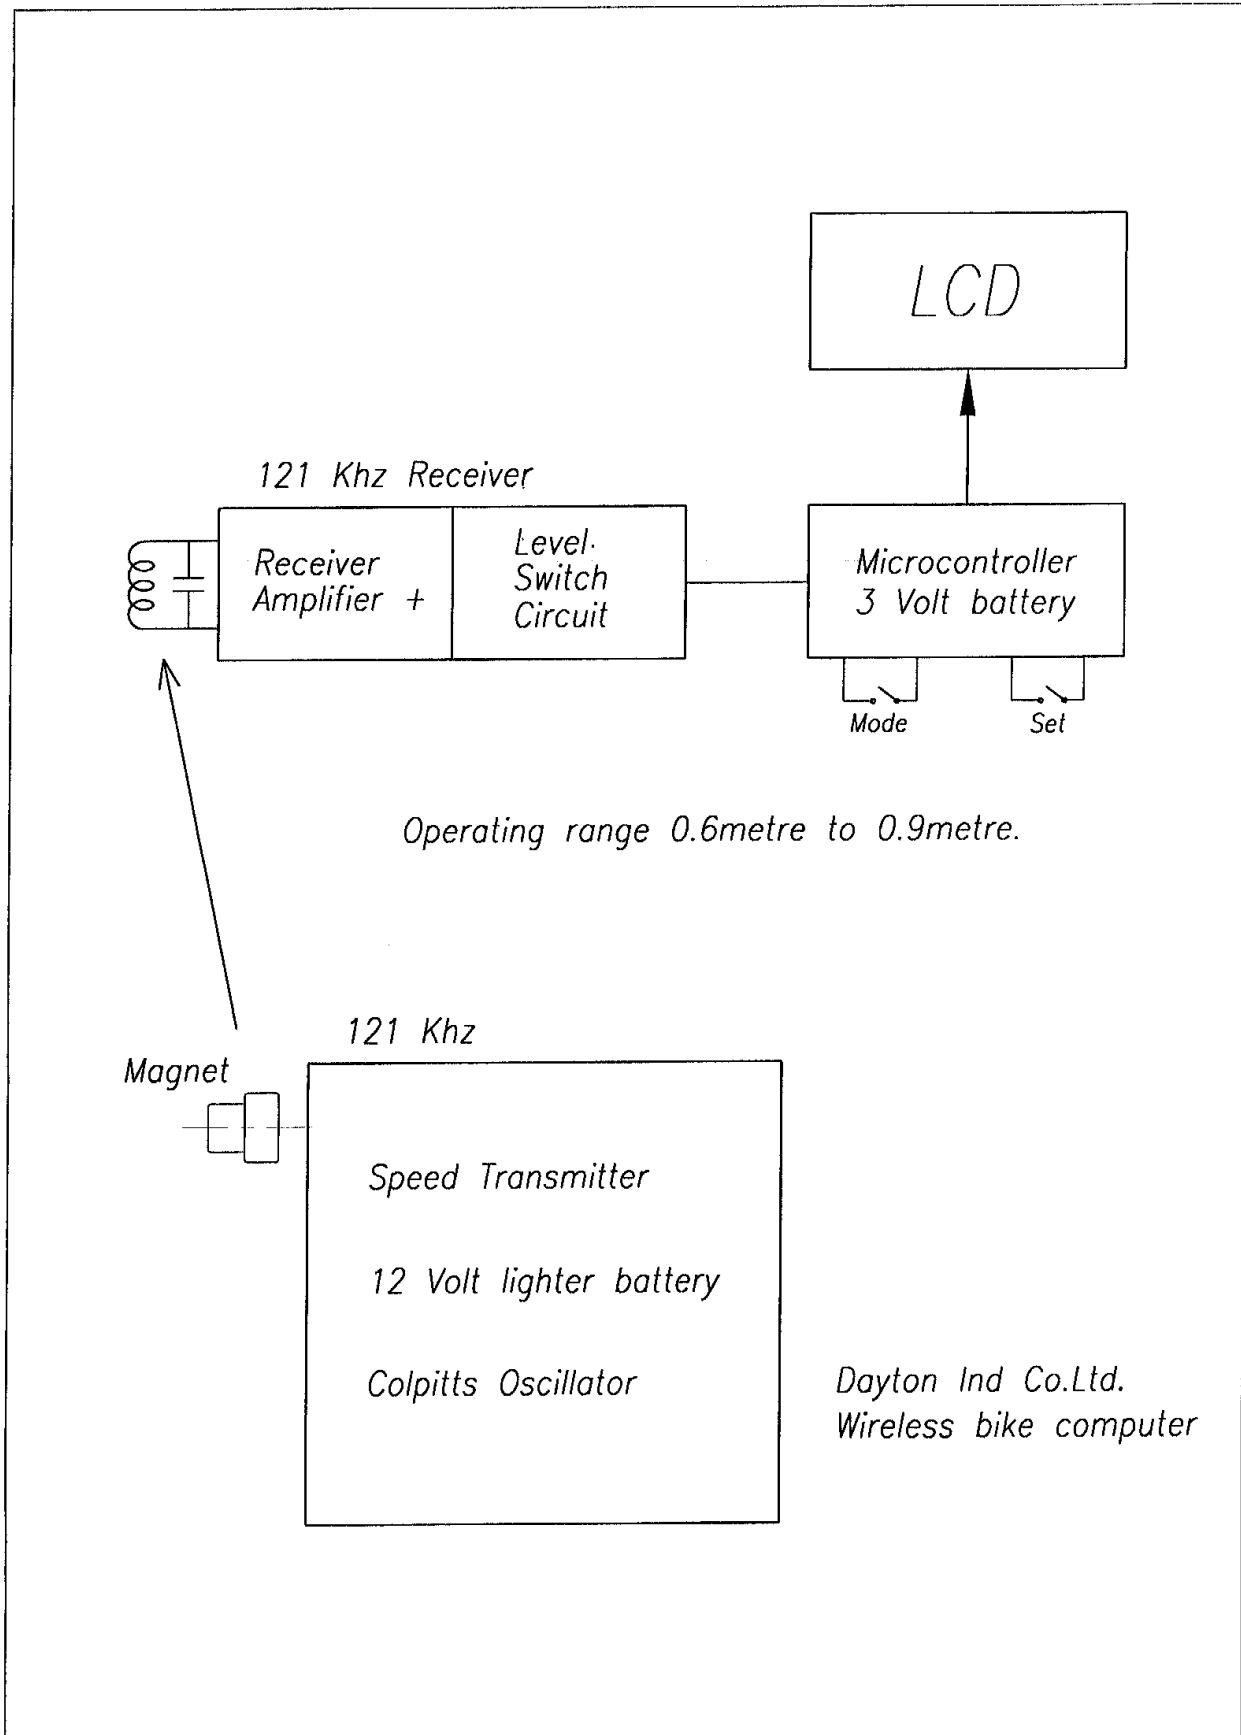 LCD
121 Khz Receiver
Receiver
Amplifier +
Level
Switch
Circuit
Microcontroller
3 Volt battery
Mode
Set
Operating range 0.6metre to 0.9metre.
121 Khz
Magnet
Speed Transmitter
12 Volt lighter battery
Colpitts Oscillator
Dayton Ind Co.Ltd.
Wireless bike computer